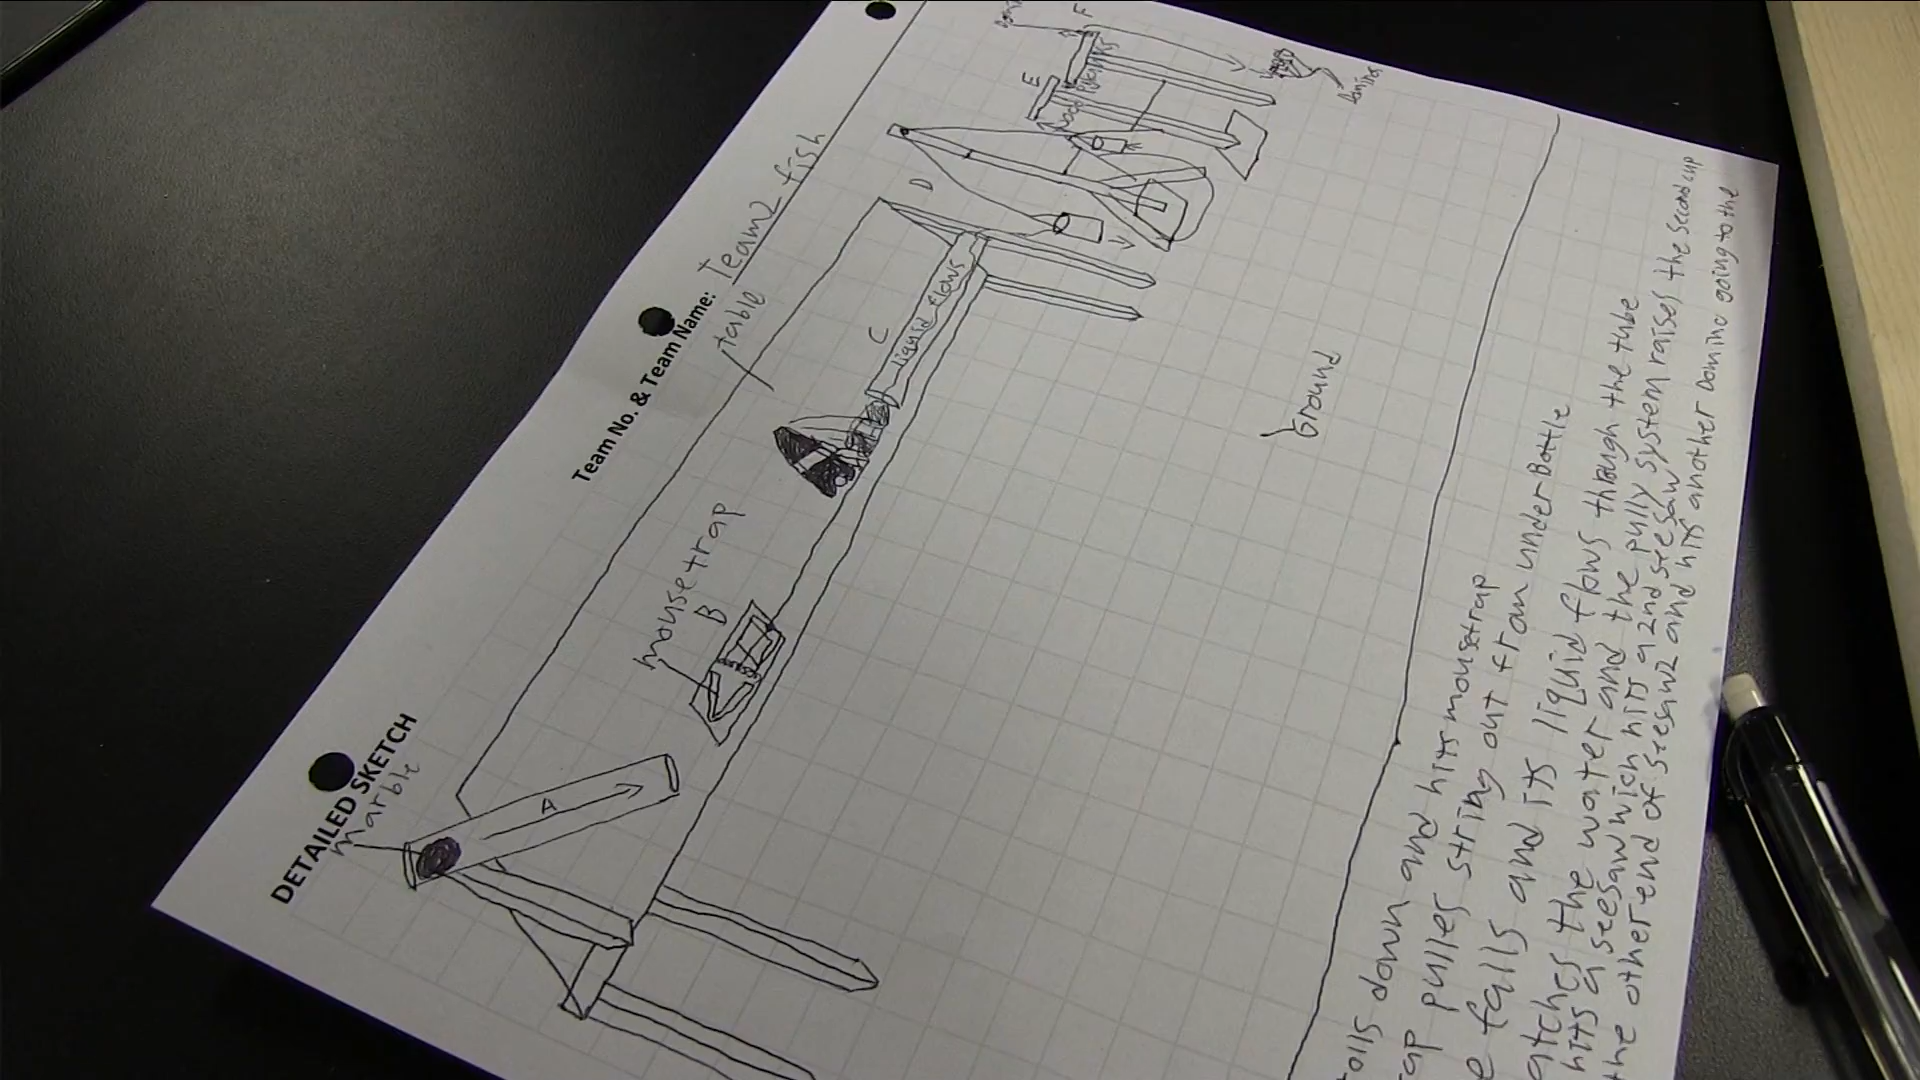 DETAILED SKETCH
Team No. & Team Name: Team 2 fish
marble
table
A
mousetrap
B
C
liquid flows
D
E
F
Ground
olls down and hits mousetrap
ap pulles string out from under Bottle
e falls and its liquid flows through the tube
atches the water and the pully system raises the second cup
hits a seesaw wich hits a 2nd seesaw
the other end of seesaw2 and hits another Domino going to the